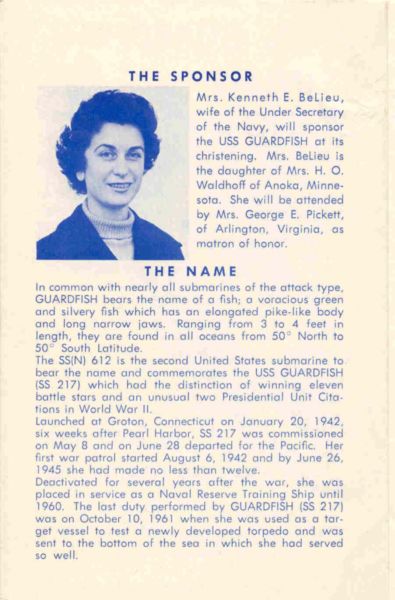 THE SPONSOR
Mrs. Kenneth E. BeLieu,
wife of the Under Secretary
of the Navy, will sponsor
the USS GUARDFISH at its
christening. Mrs. BeLieu is
the daughter of Mrs. H. O.
Waldhoff of Anoka, Minne-
sota. She will be attended
by Mrs. George E. Pickett,
of Arlington, Virginia, as
matron of honor.
THE NAME
In common with nearly all submarines of the attack type,
GUARDFISH bears the name of a fish; a voracious green
and silvery fish which has an elongated pike-like body
and long narrow jaws. Ranging from 3 to 4 feet in
length, they are found in all oceans from 50° North to
50° South Latitude.
The SS(N) 612 is the second United States submarine to
bear the name and commemorates the USS GUARDFISH
(SS 217) which had the distinction of winning eleven
battle stars and an unusual two Presidential Unit Cita-
tions in World War II.
Launched at Groton, Connecticut on January 20, 1942,
six weeks after Pearl Harbor, SS 217 was commissioned
on May 8 and on June 28 departed for the Pacific. Her
first war patrol started August 6, 1942 and by June 26,
1945 she had made no less than twelve.
Deactivated for several years after the war, she was
placed in service as a Naval Reserve Training Ship until
1960. The last duty performed by GUARDFISH (SS 217)
was on October 10, 1961 when she was used as a tar-
get vessel to test a newly developed torpedo and was
sent to the bottom of the sea in which she had served
so well.